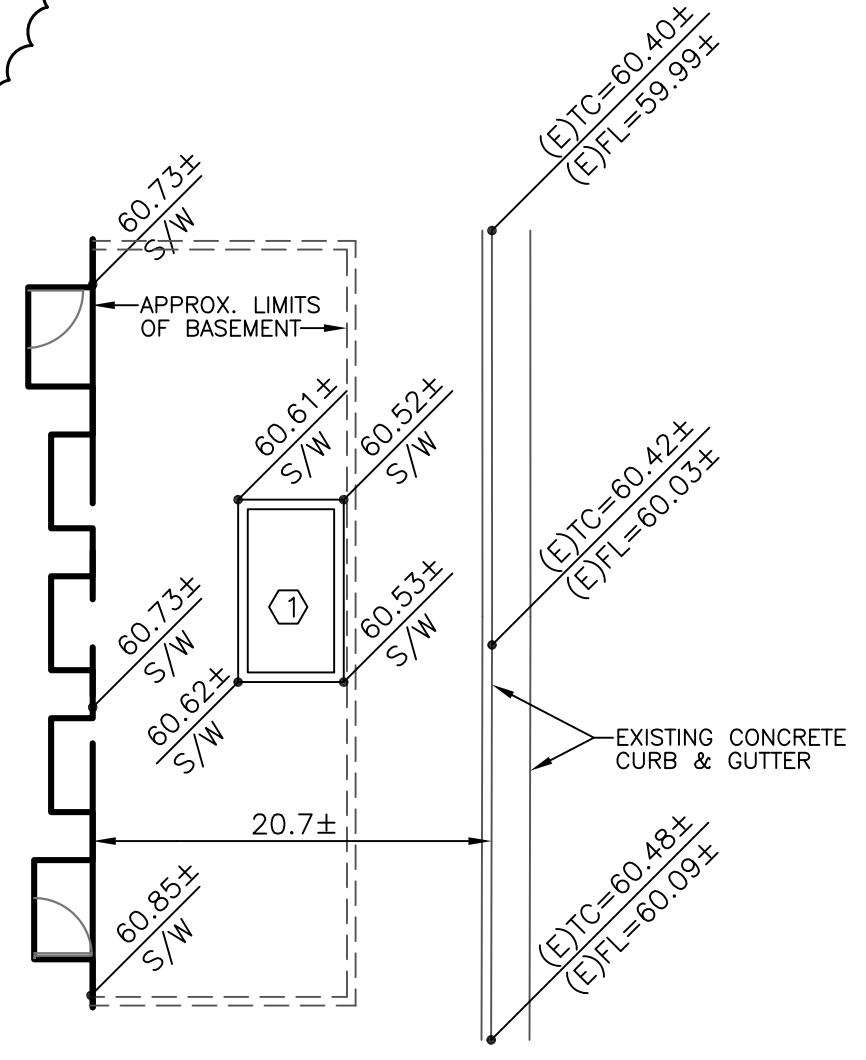 (E)TC=60.40±
(E)FL=59.99±
60.73±
S/W
APPROX. LIMITS
OF BASEMENT
60.61±
S/W
60.52±
S/W
(E)TC=60.42±
(E)FL=60.03±
1
60.53±
S/W
60.73±
S/W
60.62±
S/W
EXISTING CONCRETE
CURB & GUTTER
20.7±
60.85±
S/W
(E)TC=60.48±
(E)FL=60.09±